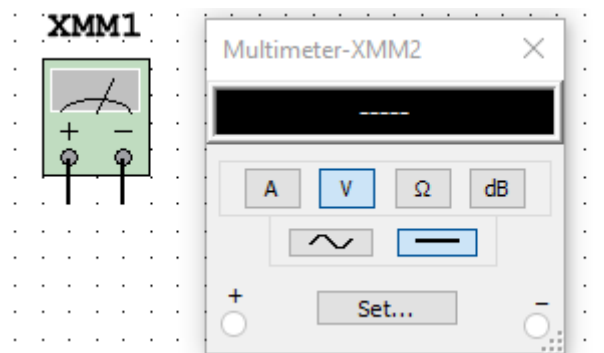 XMM1
+ −
Multimeter-XMM2
-----
A V Ω dB
+ Set... −